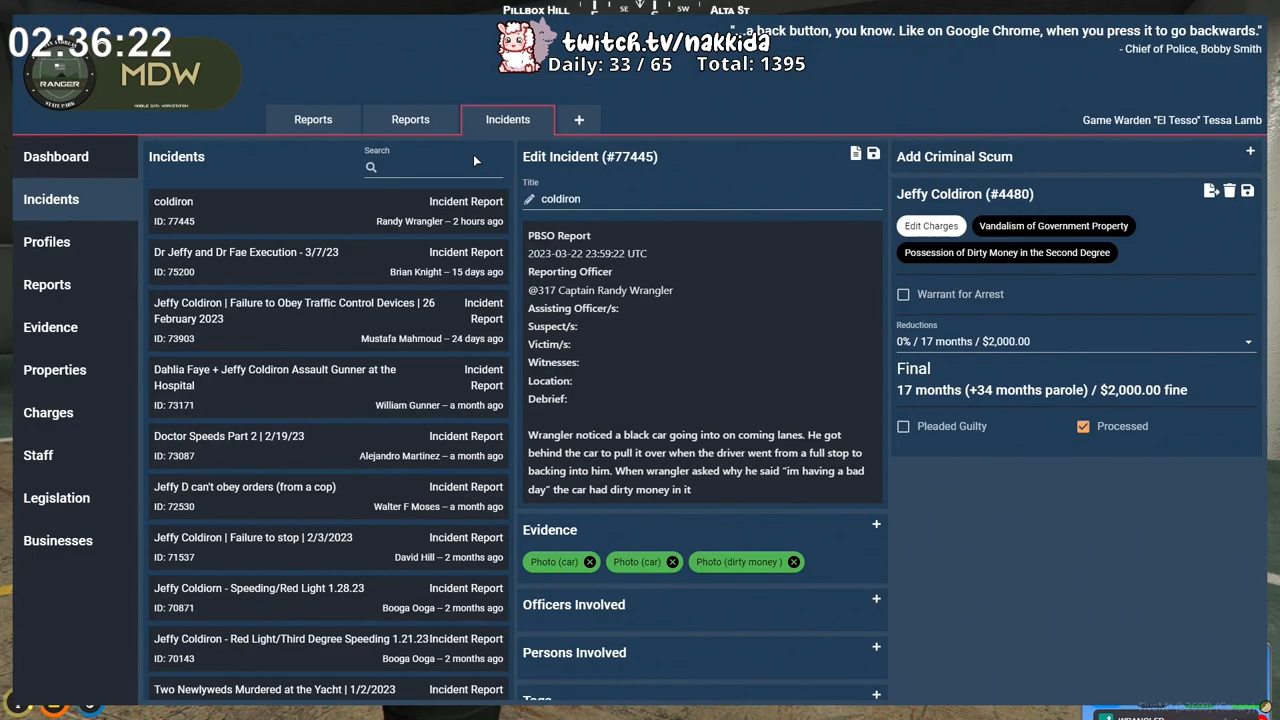 PILLBOX HILL
SE
SW
ALTA ST
02:36:22
RANGER
STATE PARK
MDW
MOBILE DATA WORKSTATION
twitch.tv/nakkida
Daily: 33 / 65 Total: 1395
a back button, you know. Like on Google Chrome, when you press it to go backwards."
- Chief of Police, Bobby Smith
Reports
Reports
Incidents
+
Game Warden "El Tesso" Tessa Lamb
Dashboard
Incidents
Profiles
Reports
Evidence
Properties
Charges
Staff
Legislation
Businesses
Incidents
Search
coldiron Incident Report
ID: 77445 Randy Wrangler – 2 hours ago
Dr Jeffy and Dr Fae Execution - 3/7/23 Incident Report
ID: 75200 Brian Knight – 15 days ago
Jeffy Coldiron | Failure to Obey Traffic Control Devices | 26 Incident
February 2023 Report
ID: 73903 Mustafa Mahmoud – 24 days ago
Dahlia Faye + Jeffy Coldiron Assault Gunner at the Incident
Hospital Report
ID: 73171 William Gunner – a month ago
Doctor Speeds Part 2 | 2/19/23 Incident Report
ID: 73087 Alejandro Martinez – a month ago
Jeffy D can't obey orders (from a cop) Incident Report
ID: 72530 Walter F Moses – a month ago
Jeffy Coldiron | Failure to stop | 2/3/2023 Incident Report
ID: 71537 David Hill – 2 months ago
Jeffy Coldiorn - Speeding/Red Light 1.28.23 Incident Report
ID: 70871 Booga Ooga – 2 months ago
Jeffy Coldiron - Red Light/Third Degree Speeding 1.21.23 Incident Report
ID: 70143 Booga Ooga – 2 months ago
Two Newlyweds Murdered at the Yacht | 1/2/2023 Incident Report
Edit Incident (#77445)
Title
coldiron
PBSO Report
2023-03-22 23:59:22 UTC
Reporting Officer
@317 Captain Randy Wrangler
Assisting Officer/s:
Suspect/s:
Victim/s:
Witnesses:
Location:
Debrief:
Wrangler noticed a black car going into on coming lanes. He got
behind the car to pull it over when the driver went from a full stop to
backing into him. When wrangler asked why he said "im having a bad
day" the car had dirty money in it
Evidence +
Photo (car) Photo (car) Photo (dirty money )
Officers Involved +
Persons Involved +
Tags +
Add Criminal Scum +
Jeffy Coldiron (#4480)
Edit Charges Vandalism of Government Property
Possession of Dirty Money in the Second Degree
Warrant for Arrest
Reductions
0% / 17 months / $2,000.00
Final
17 months (+34 months parole) / $2,000.00 fine
Pleaded Guilty Processed
WRANGLER